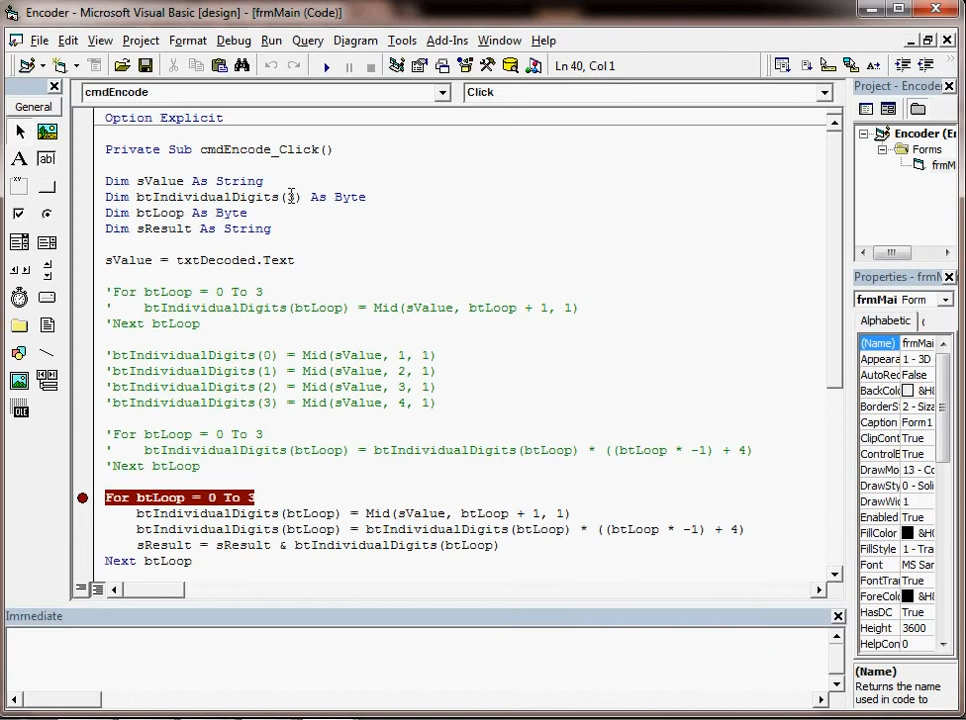 Encoder - Microsoft Visual Basic [design] - [frmMain (Code)]
File Edit View Project Format Debug Run Query Diagram Tools Add-Ins Window Help
Ln 40, Col 1
General
cmdEncode
Click
Option Explicit
Private Sub cmdEncode_Click()
Dim sValue As String
Dim btIndividualDigits(3) As Byte
Dim btLoop As Byte
Dim sResult As String
sValue = txtDecoded.Text
'For btLoop = 0 To 3
'    btIndividualDigits(btLoop) = Mid(sValue, btLoop + 1, 1)
'Next btLoop
'btIndividualDigits(0) = Mid(sValue, 1, 1)
'btIndividualDigits(1) = Mid(sValue, 2, 1)
'btIndividualDigits(2) = Mid(sValue, 3, 1)
'btIndividualDigits(3) = Mid(sValue, 4, 1)
'For btLoop = 0 To 3
'    btIndividualDigits(btLoop) = btIndividualDigits(btLoop) * ((btLoop * -1) + 4)
'Next btLoop
For btLoop = 0 To 3
    btIndividualDigits(btLoop) = Mid(sValue, btLoop + 1, 1)
    btIndividualDigits(btLoop) = btIndividualDigits(btLoop) * ((btLoop * -1) + 4)
    sResult = sResult & btIndividualDigits(btLoop)
Next btLoop
Immediate
Project - Encode
Encoder (En
Forms
frmM
Properties - frmM
frmMai Form
Alphabetic
(Name) frmMa
Appeara 1 - 3D
AutoRed False
BackCol &H8
BorderS 2 - Siza
Caption Form1
ClipCont True
ControlB True
DrawMo 13 - Co
DrawSty 0 - Soli
DrawWi 1
Enabled True
FillColor &H0
FillStyle 1 - Tra
Font MS San
FontTra True
ForeColo &H8
HasDC True
Height 3600
HelpCon 0
(Name)
Returns the name
used in code to